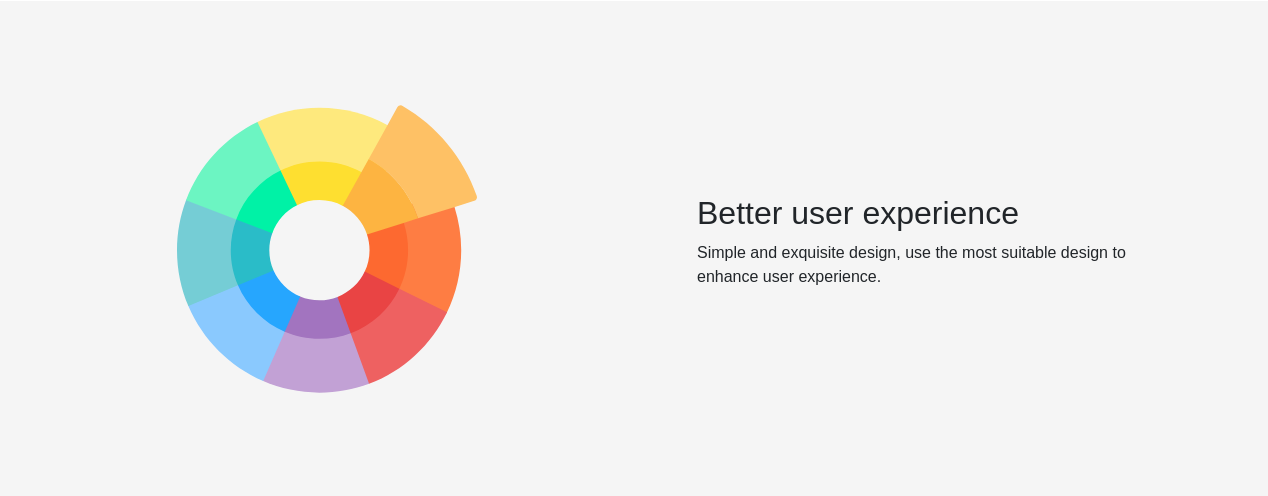 Better user experience
Simple and exquisite design, use the most suitable design to
enhance user experience.